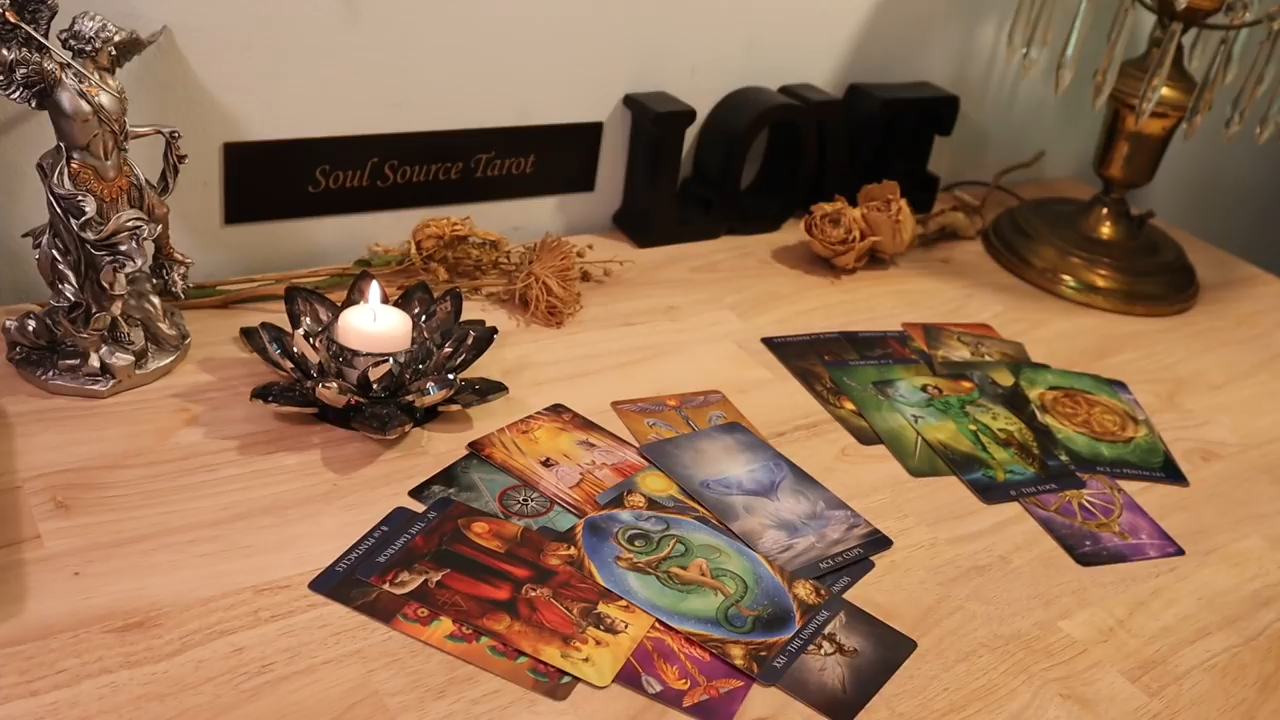 Soul Source Tarot
LOVE
8 OF PENTACLES
IV - THE EMPEROR
ACE OF CUPS
ANDS
XXI - THE UNIVERSE
0 - THE FOOL
ACE OF PENTACLES